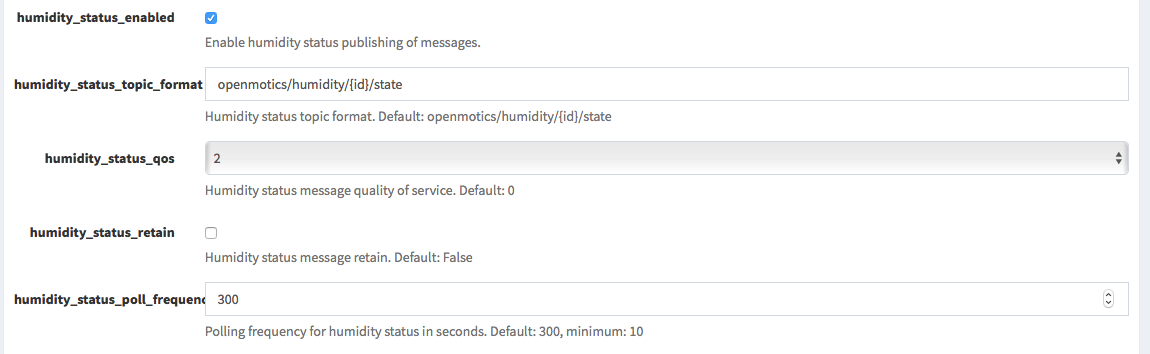 humidity_status_enabled
Enable humidity status publishing of messages.
humidity_status_topic_format openmotics/humidity/{id}/state
Humidity status topic format. Default: openmotics/humidity/{id}/state
humidity_status_qos 2
Humidity status message quality of service. Default: 0
humidity_status_retain
Humidity status message retain. Default: False
humidity_status_poll_frequenc 300
Polling frequency for humidity status in seconds. Default: 300, minimum: 10